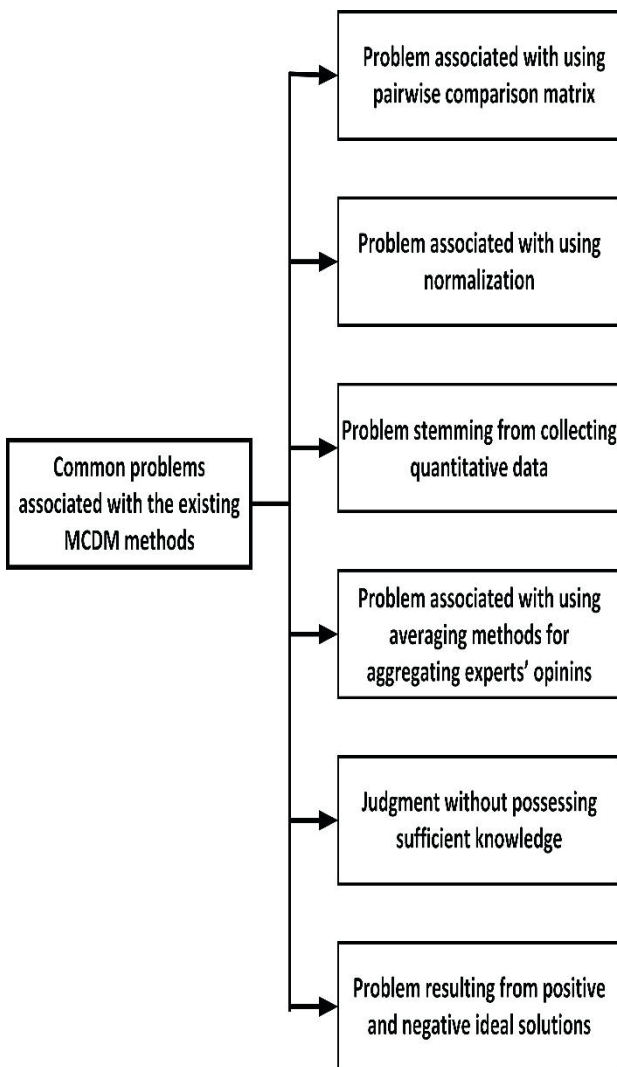 Problem associated with using
pairwise comparison matrix
Problem associated with using
normalization
Problem stemming from collecting
quantitative data
Common problems
associated with the existing
MCDM methods
Problem associated with using
averaging methods for
aggregating experts’ opinins
Judgment without possessing
sufficient knowledge
Problem resulting from positive
and negative ideal solutions